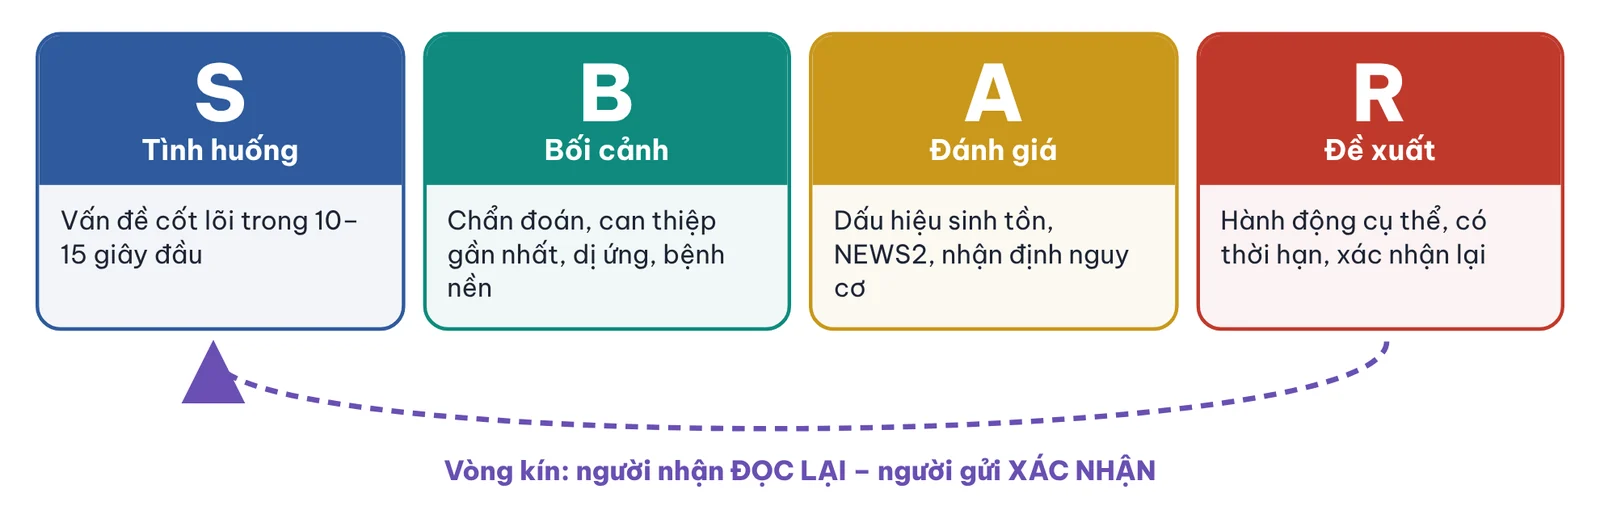 S
Tình huống
Vấn đề cốt lõi trong 10–
15 giây đầu
B
Bối cảnh
Chẩn đoán, can thiệp
gần nhất, dị ứng, bệnh
nền
A
Đánh giá
Dấu hiệu sinh tồn,
NEWS2, nhận định nguy
cơ
R
Đề xuất
Hành động cụ thể, có
thời hạn, xác nhận lại
Vòng kín: người nhận ĐỌC LẠI – người gửi XÁC NHẬN